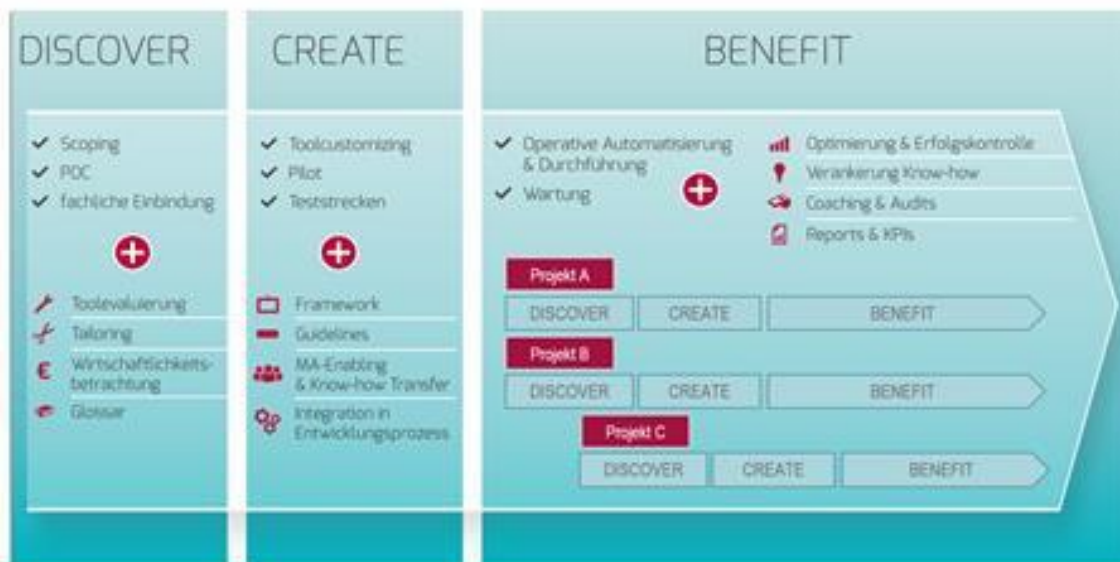 DISCOVER
Scoping
POC
fachliche Einbindung
Toolevaluierung
Tailoring
Wirtschaftlichkeits-
betrachtung
Glossar
CREATE
Toolcustomizing
Pilot
Teststrecken
Framework
Guidelines
MA-Enabling
& Know-how Transfer
Integration in
Entwicklungsprozess
BENEFIT
Operative Automatisierung
& Durchführung
Wartung
Optimierung & Erfolgskontrolle
Verankerung Know-how
Coaching & Audits
Reports & KPIs
Projekt A
DISCOVER CREATE BENEFIT
Projekt B
DISCOVER CREATE BENEFIT
Projekt C
DISCOVER CREATE BENEFIT